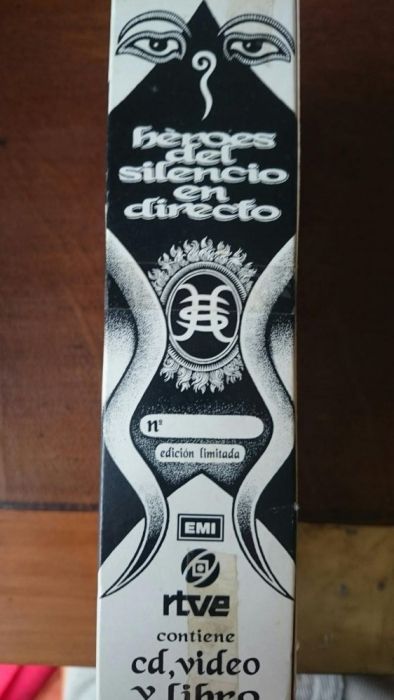 héroes
del
silencio
en
directo
nº
edición limitada
EMI
rtve
contiene
cd, video
y libro